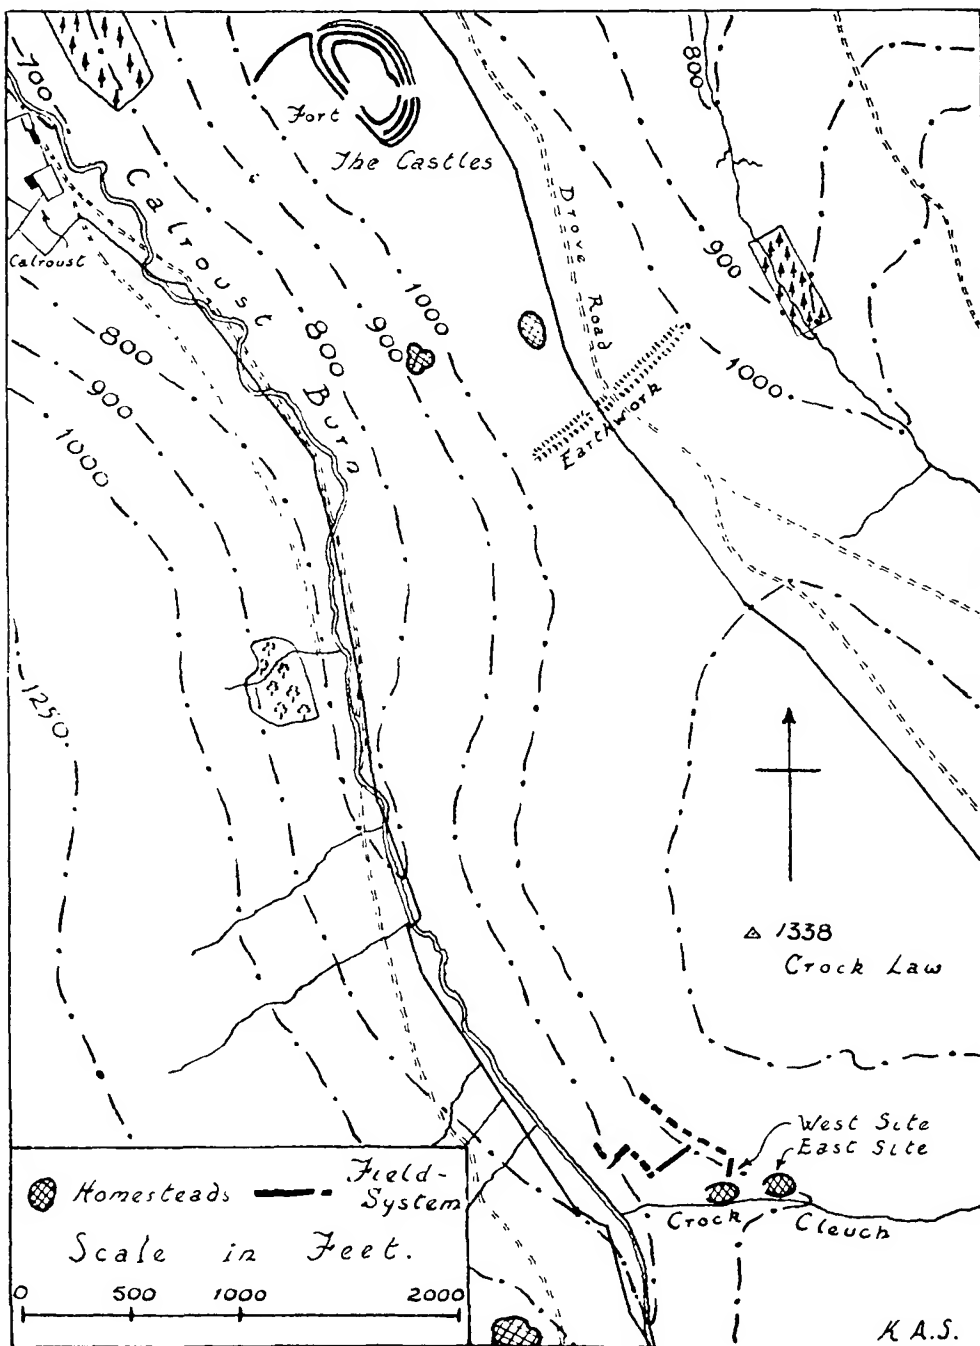 700
Fort
The Castles
800
Calroust
Calroust Burn
Drove Road
900
1000
800
900
1000
800
900
1000
Earthwork
1000
1250
△ 1338
Crock Law
West Site
East Site
Crock Cleuch
Homesteads
Field-
System
Scale in Feet.
0 500 1000 2000
K A.S.